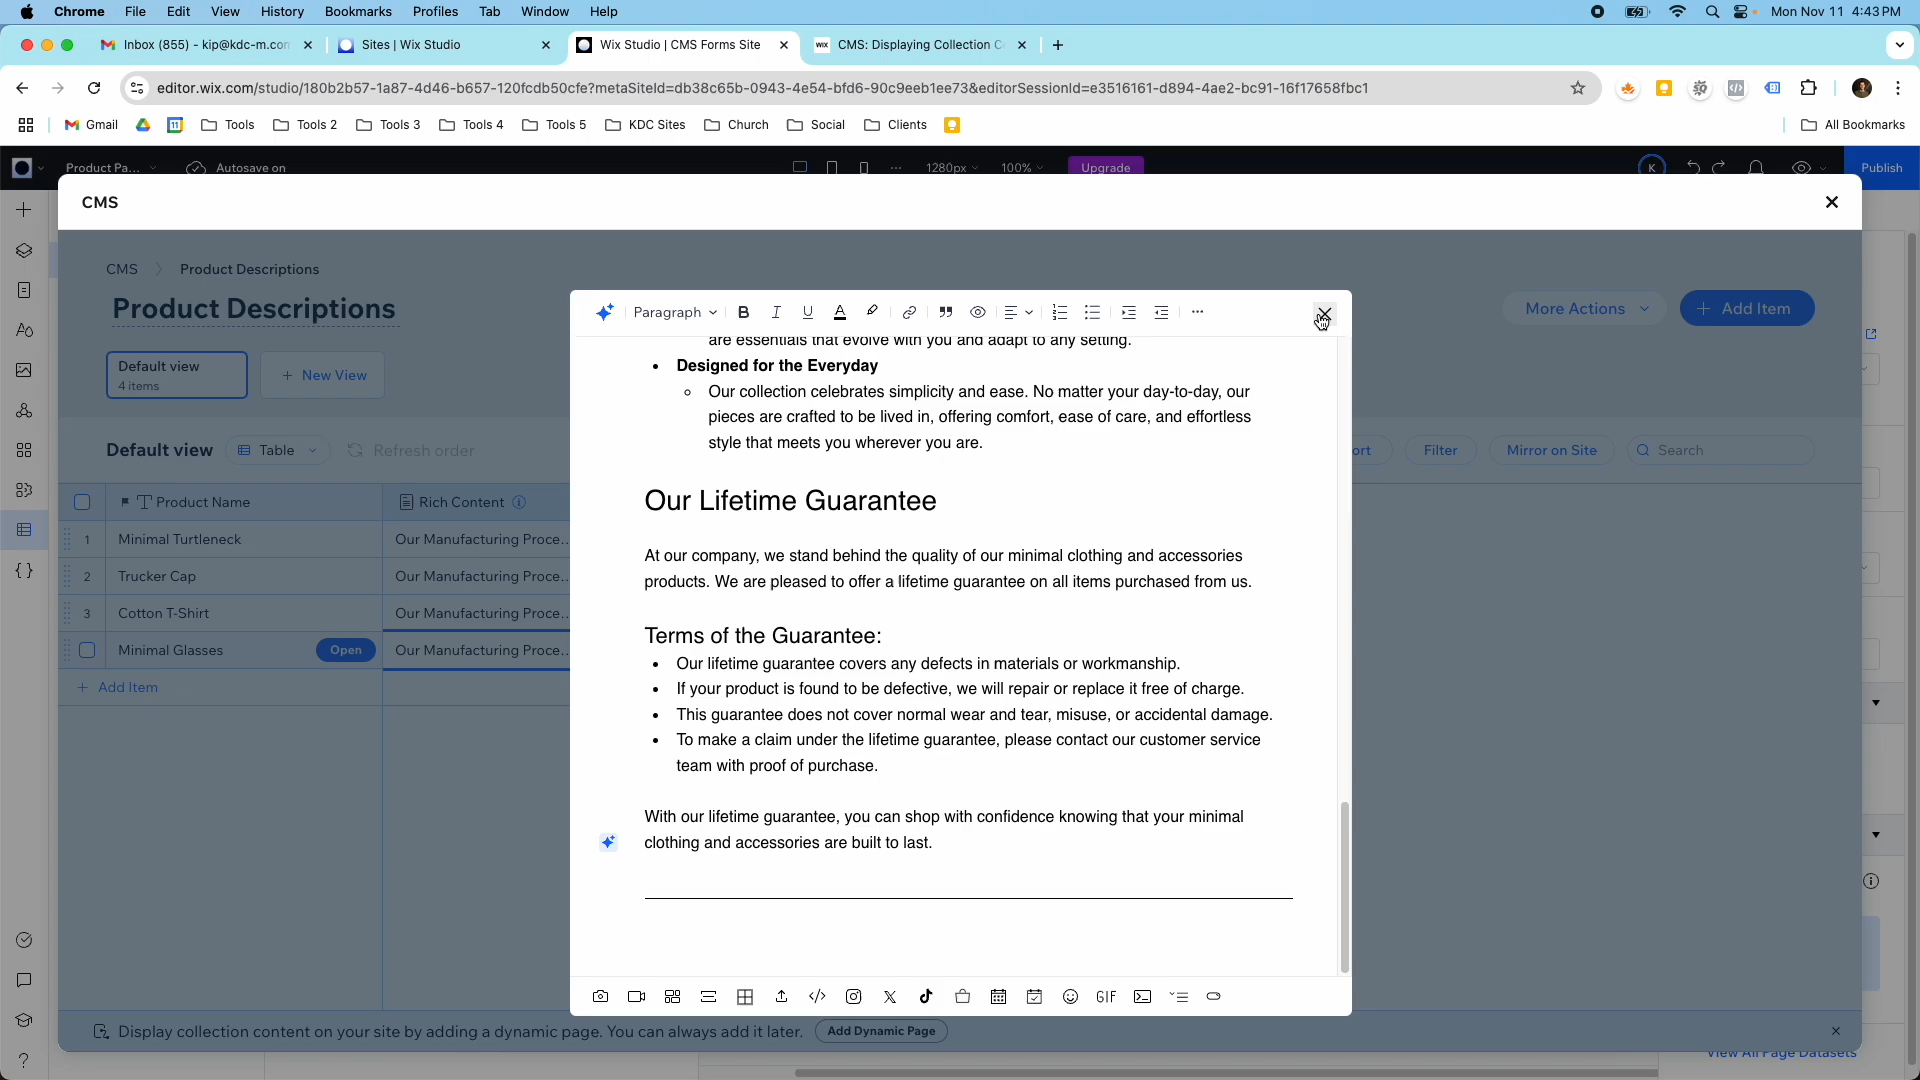 Chrome File Edit View History Bookmarks Profiles Tab Window Help Mon Nov 11 4:43 PM
Inbox (855) - kip@kdc-m.com Sites | Wix Studio Wix Studio | CMS Forms Site WIX CMS: Displaying Collection C
editor.wix.com/studio/180b2b57-1a87-4d46-b657-120fcdb50cfe?metaSiteId=db38c65b-0943-4e54-bfd6-90c9eeb1ee73&editorSessionId=e3516161-d894-4ae2-bc91-16f17658fbc1
Gmail Tools Tools 2 Tools 3 Tools 4 Tools 5 KDC Sites Church Social Clients All Bookmarks
Product Pa... Autosave on 1280px 100% Upgrade K Publish
CMS
CMS Product Descriptions
Product Descriptions
More Actions + Add Item
Default view
4 items
+ New View
Default view Table Refresh order ort Filter Mirror on Site Search
Product Name Rich Content
1 Minimal Turtleneck Our Manufacturing Proce...
2 Trucker Cap Our Manufacturing Proce...
3 Cotton T-Shirt Our Manufacturing Proce...
Minimal Glasses Open Our Manufacturing Proce...
+ Add Item
Paragraph B I U A
are essentials that evolve with you and adapt to any setting.
• Designed for the Everyday
Our collection celebrates simplicity and ease. No matter your day-to-day, our
pieces are crafted to be lived in, offering comfort, ease of care, and effortless
style that meets you wherever you are.
Our Lifetime Guarantee
At our company, we stand behind the quality of our minimal clothing and accessories
products. We are pleased to offer a lifetime guarantee on all items purchased from us.
Terms of the Guarantee:
• Our lifetime guarantee covers any defects in materials or workmanship.
• If your product is found to be defective, we will repair or replace it free of charge.
• This guarantee does not cover normal wear and tear, misuse, or accidental damage.
• To make a claim under the lifetime guarantee, please contact our customer service
team with proof of purchase.
With our lifetime guarantee, you can shop with confidence knowing that your minimal
clothing and accessories are built to last.
GIF
Display collection content on your site by adding a dynamic page. You can always add it later. Add Dynamic Page
View All Page Datasets